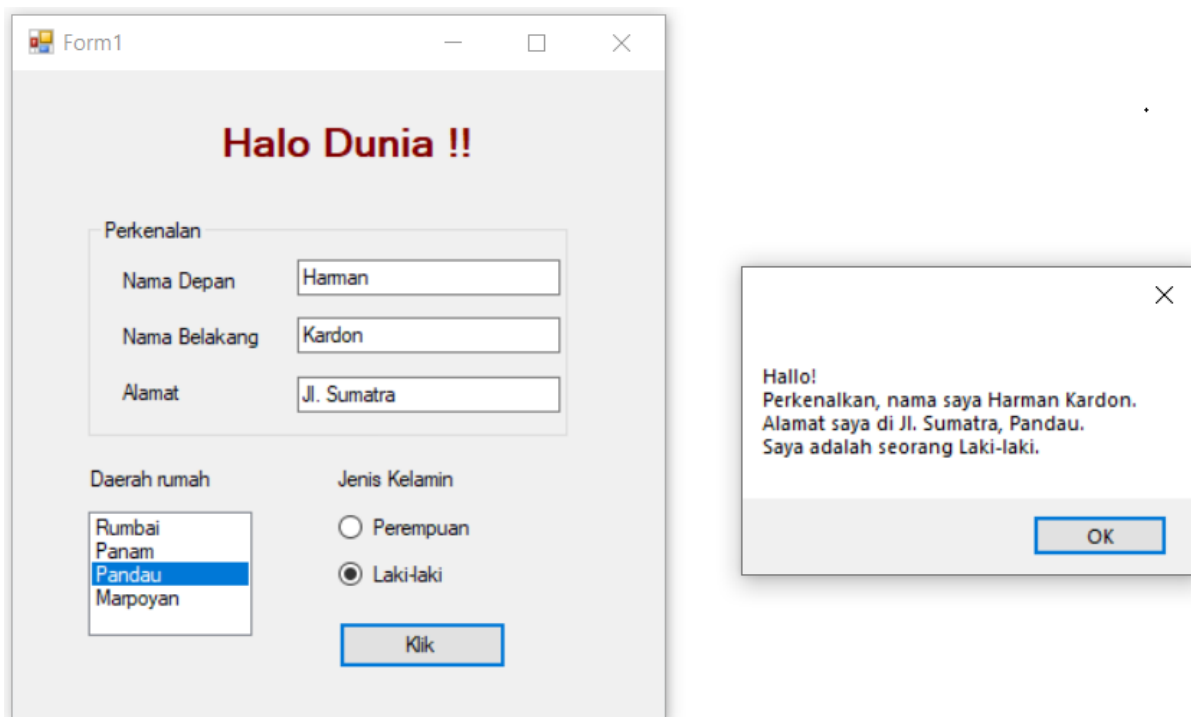 Form1
Halo Dunia !!
Perkenalan
Nama Depan
Harman
Nama Belakang
Kardon
Alamat
Jl. Sumatra
Daerah rumah
Rumbai
Panam
Pandau
Marpoyan
Jenis Kelamin
Perempuan
Laki-laki
Klik
Hallo!
Perkenalkan, nama saya Harman Kardon.
Alamat saya di Jl. Sumatra, Pandau.
Saya adalah seorang Laki-laki.
OK